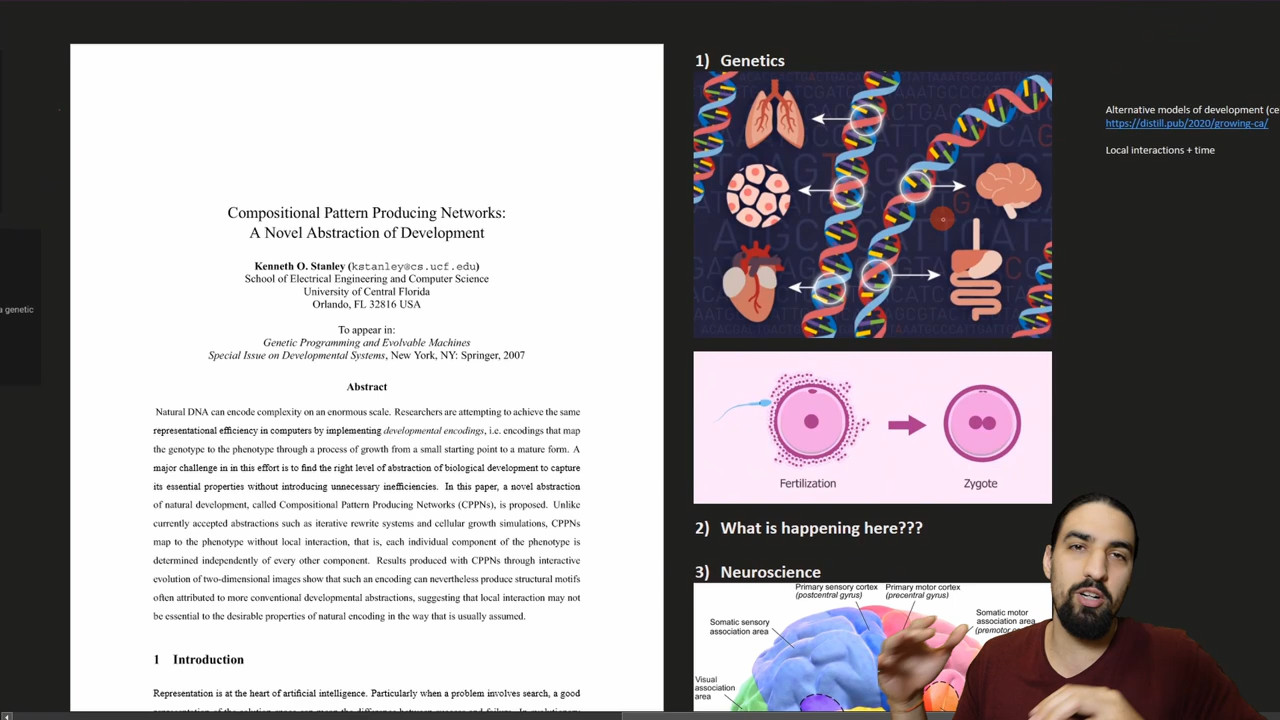 Compositional Pattern Producing Networks:
A Novel Abstraction of Development
Kenneth O. Stanley (kstanley@cs.ucf.edu)
School of Electrical Engineering and Computer Science
University of Central Florida
Orlando, FL 32816 USA
To appear in:
Genetic Programming and Evolvable Machines
Special Issue on Developmental Systems, New York, NY: Springer, 2007
Abstract
Natural DNA can encode complexity on an enormous scale. Researchers are attempting to achieve the same
representational efficiency in computers by implementing developmental encodings, i.e. encodings that map
the genotype to the phenotype through a process of growth from a small starting point to a mature form. A
major challenge in in this effort is to find the right level of abstraction of biological development to capture
its essential properties without introducing unnecessary inefficiencies. In this paper, a novel abstraction
of natural development, called Compositional Pattern Producing Networks (CPPNs), is proposed. Unlike
currently accepted abstractions such as iterative rewrite systems and cellular growth simulations, CPPNs
map to the phenotype without local interaction, that is, each individual component of the phenotype is
determined independently of every other component. Results produced with CPPNs through interactive
evolution of two-dimensional images show that such an encoding can nevertheless produce structural motifs
often attributed to more conventional developmental abstractions, suggesting that local interaction may not
be essential to the desirable properties of natural encoding in the way that is usually assumed.
1 Introduction
Representation is at the heart of artificial intelligence. Particularly when a problem involves search, a good
a genetic
1) Genetics
Fertilization
Zygote
2) What is happening here???
3) Neuroscience
Primary sensory cortex
(postcentral gyrus)
Primary motor cortex
(precentral gyrus)
Somatic sensory
association area
Somatic motor
association area
Visual
association
area
Alternative models of development (ce
https://distill.pub/2020/growing-ca/
Local interactions + time